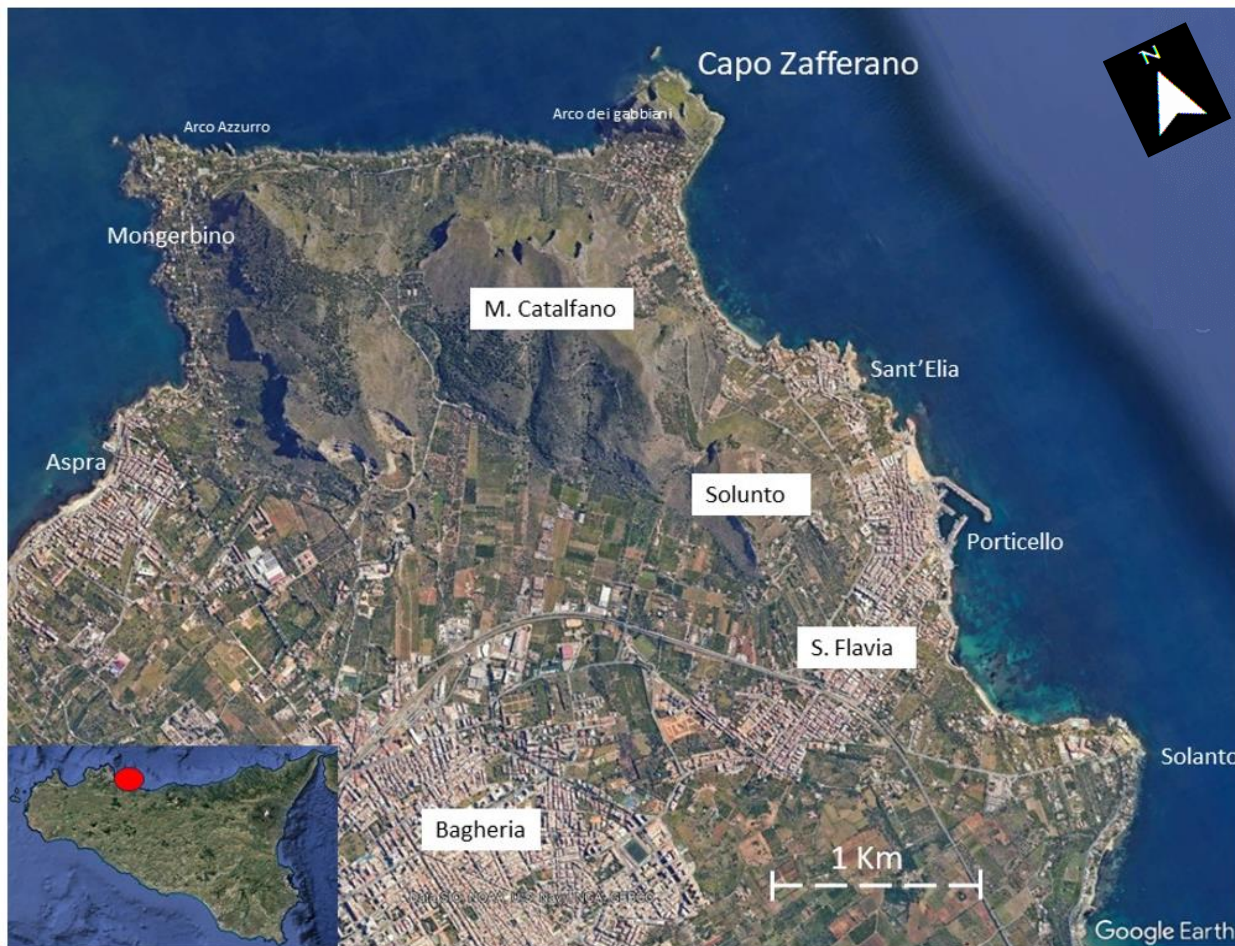 Capo Zafferano
N
Arco dei gabbiani
Arco Azzurro
Mongerbino
M. Catalfano
Sant'Elia
Aspra
Solunto
Porticello
S. Flavia
Solanto
Bagheria
1 Km
Google Earth